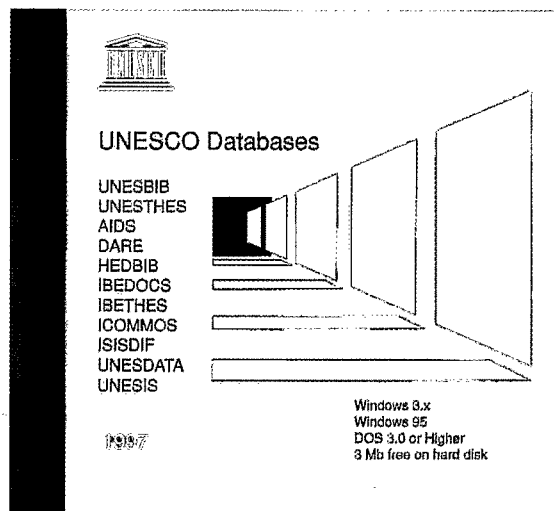 UNESCO Databases
UNESBIB
UNESTHES
AIDS
DARE
HEDBIB
IBEDOCS
IBETHES
ICOMMOS
ISISDIF
UNESDATA
UNESIS
1997
Windows 3.x
Windows 95
DOS 3.0 or Higher
3 Mb free on hard disk